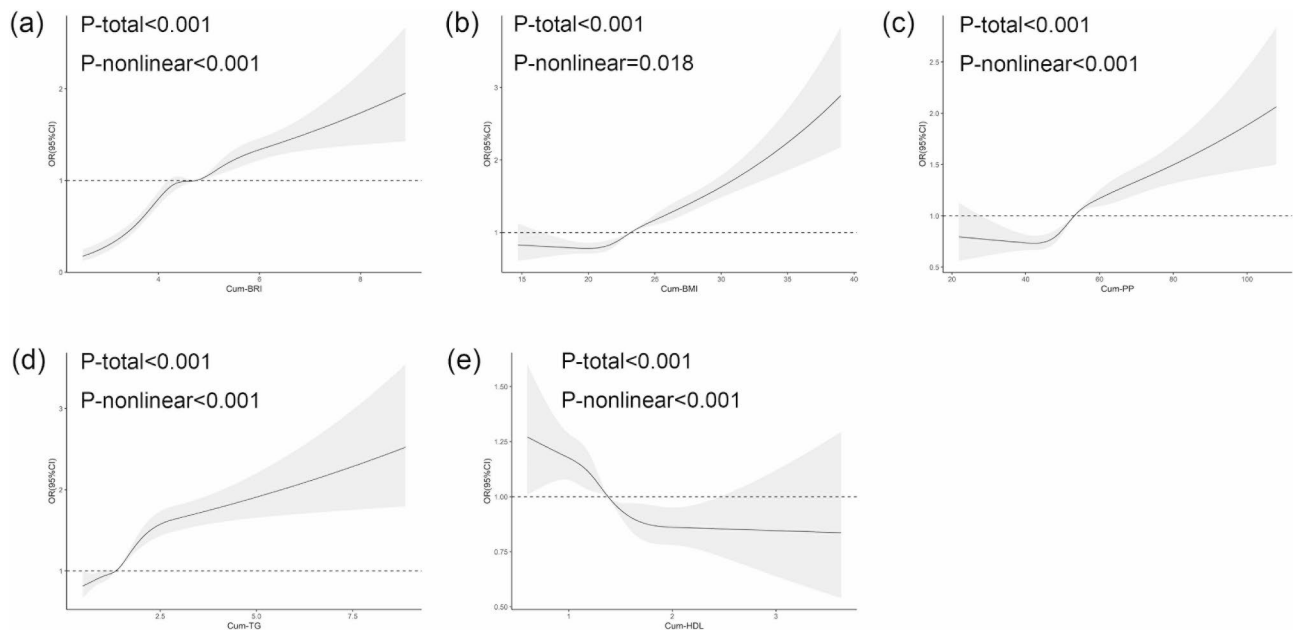 (a)
P-total<0.001
P-nonlinear<0.001
OR(95%CI)
2
1
0
4
6
8
Cum-BRI
(b)
P-total<0.001
P-nonlinear=0.018
OR(95%CI)
3
2
1
15
20
25
30
35
40
Cum-BMI
(c)
P-total<0.001
P-nonlinear<0.001
OR(95%CI)
2.5
2.0
1.5
1.0
0.5
20
40
60
80
100
Cum-PP
(d)
P-total<0.001
P-nonlinear<0.001
OR(95%CI)
3
2
1
2.5
5.0
7.5
Cum-TG
(e)
P-total<0.001
P-nonlinear<0.001
OR(95%CI)
1.50
1.25
1.00
0.75
0.50
1
2
3
Cum-HDL